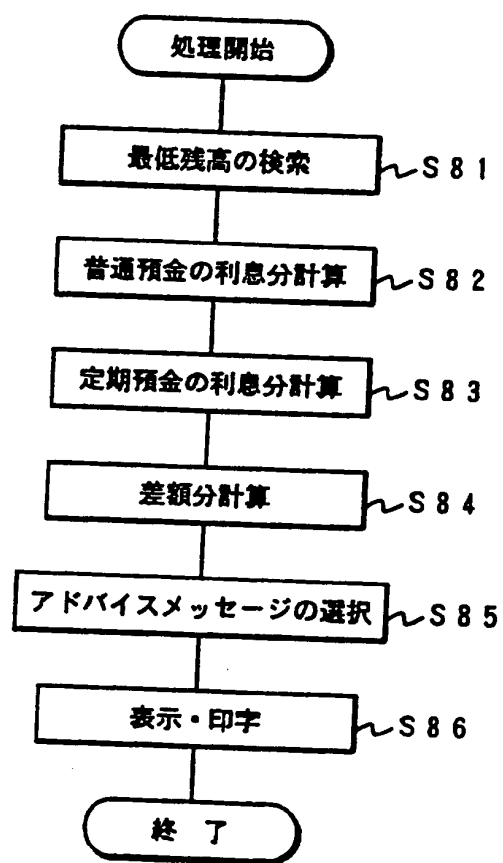 処理開始
最低残高の検索 S81
普通預金の利息分計算 S82
定期預金の利息分計算 S83
差額分計算 S84
アドバイスメッセージの選択 S85
表示・印字 S86
終了